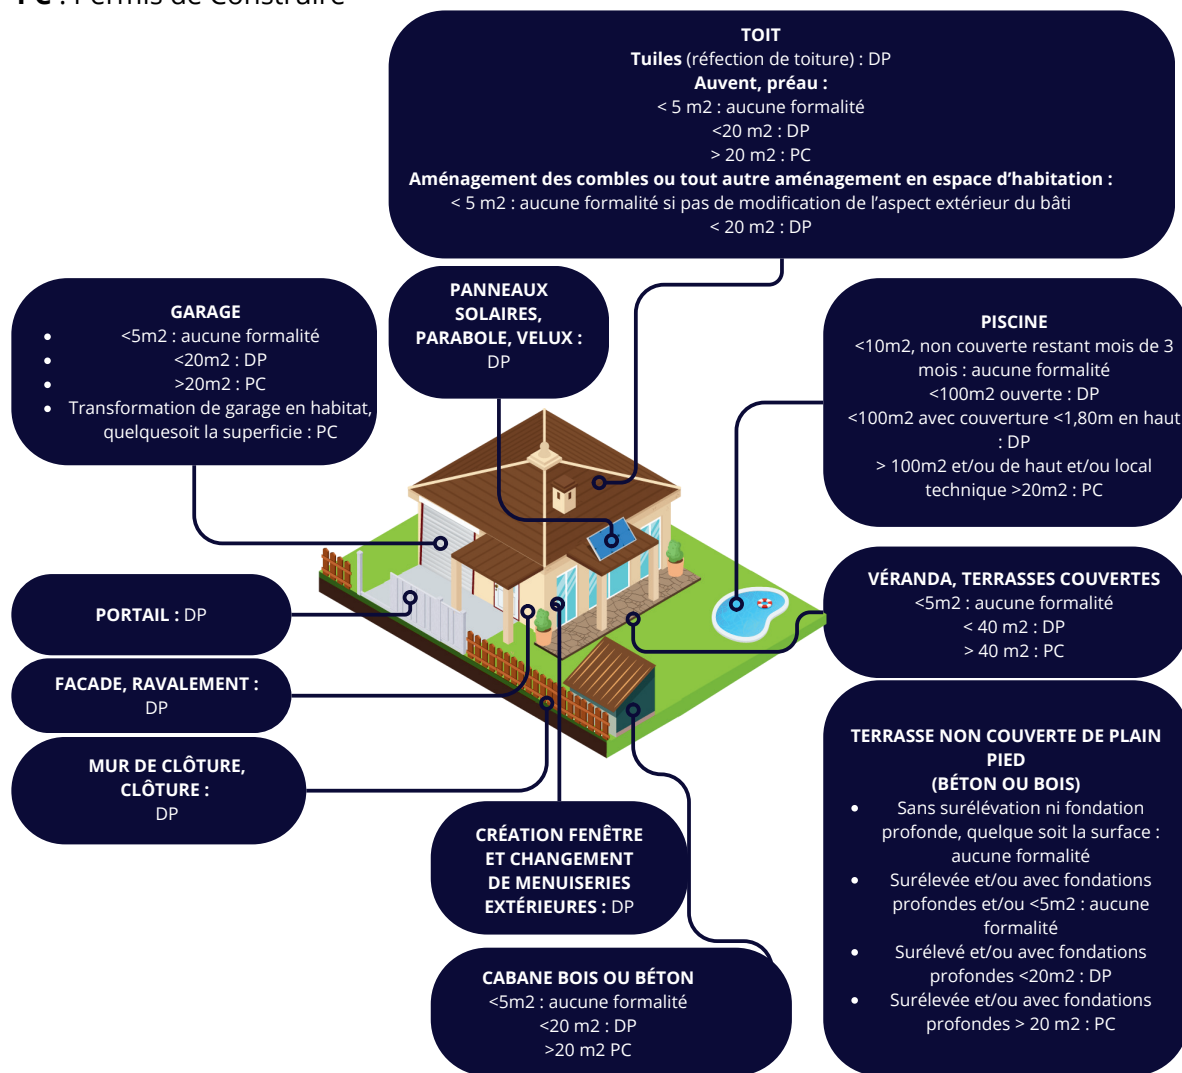 PC : Permis de Construire
TOIT
Tuiles (réfection de toiture) : DP
Auvent, préau :
< 5 m2 : aucune formalité
<20 m2 : DP
> 20 m2 : PC
Aménagement des combles ou tout autre aménagement en espace d’habitation :
< 5 m2 : aucune formalité si pas de modification de l’aspect extérieur du bâti
< 20 m2 : DP
GARAGE
• <5m2 : aucune formalité
• <20m2 : DP
• >20m2 : PC
• Transformation de garage en habitat,
quelquesoit la superficie : PC
PANNEAUX
SOLAIRES,
PARABOLE, VELUX :
DP
PISCINE
<10m2, non couverte restant mois de 3
mois : aucune formalité
<100m2 ouverte : DP
<100m2 avec couverture <1,80m en haut
: DP
> 100m2 et/ou de haut et/ou local
technique >20m2 : PC
PORTAIL : DP
FACADE, RAVALEMENT :
DP
MUR DE CLÔTURE,
CLÔTURE :
DP
VÉRANDA, TERRASSES COUVERTES
<5m2 : aucune formalité
< 40 m2 : DP
> 40 m2 : PC
CRÉATION FENÊTRE
ET CHANGEMENT
DE MENUISERIES
EXTÉRIEURES : DP
CABANE BOIS OU BÉTON
<5m2 : aucune formalité
<20 m2 : DP
>20 m2 PC
TERRASSE NON COUVERTE DE PLAIN
PIED
(BÉTON OU BOIS)
• Sans surélévation ni fondation
profonde, quelque soit la surface :
aucune formalité
• Surélevée et/ou avec fondations
profondes et/ou <5m2 : aucune
formalité
• Surélevé et/ou avec fondations
profondes <20m2 : DP
• Surélevée et/ou avec fondations
profondes > 20 m2 : PC